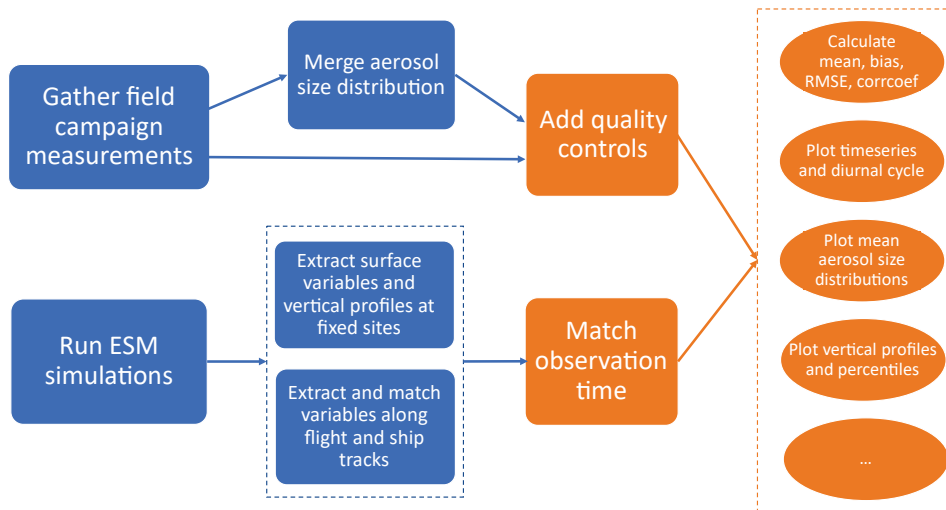 Gather field
campaign
measurements
Merge aerosol
size distribution
Add quality
controls
Run ESM
simulations
Extract surface
variables and
vertical profiles at
fixed sites
Extract and match
variables along
flight and ship
tracks
Match
observation
time
Calculate
mean, bias,
RMSE, corrcoef
Plot timeseries
and diurnal cycle
Plot mean
aerosol size
distributions
Plot vertical profiles
and percentiles
...